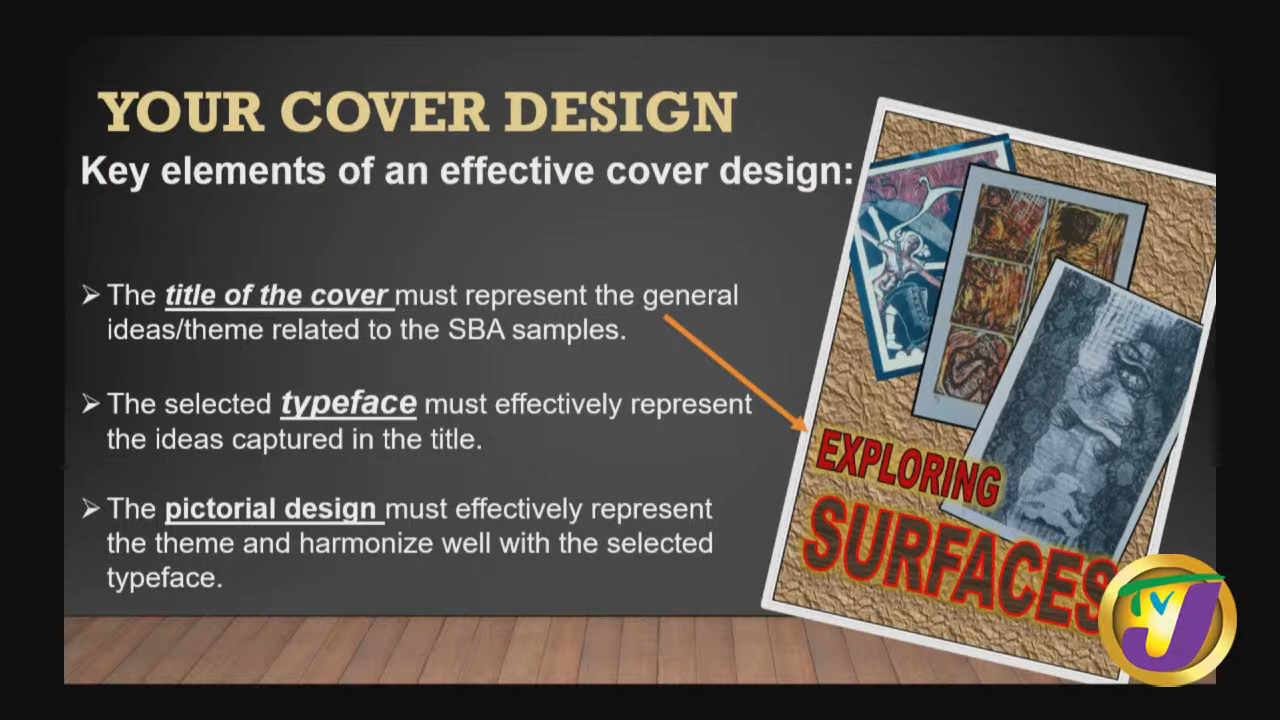 YOUR COVER DESIGN
Key elements of an effective cover design:
➢ The title of the cover must represent the general
ideas/theme related to the SBA samples.
➢ The selected typeface must effectively represent
the ideas captured in the title.
➢ The pictorial design must effectively represent
the theme and harmonize well with the selected
typeface.
EXPLORING
SURFACES
TVJ